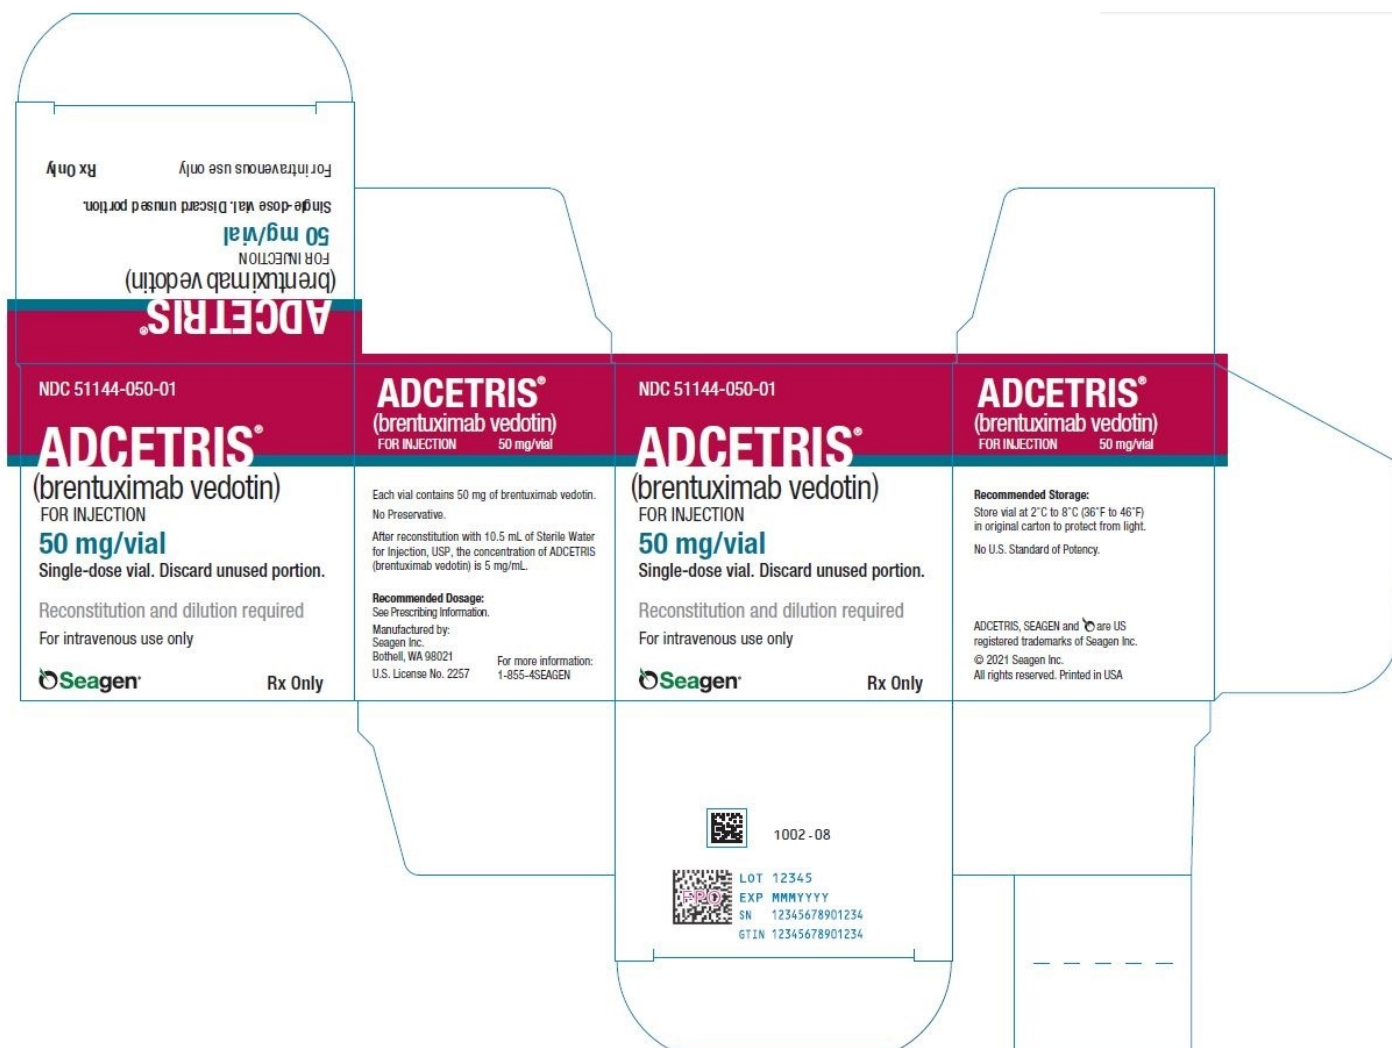 Rx Only
For intravenous use only
Single-dose vial. Discard unused portion.
50 mg/vial
FOR INJECTION
(brentuximab vedotin)
ADCETRIS®
NDC 51144-050-01
ADCETRIS®
(brentuximab vedotin)
FOR INJECTION
50 mg/vial
Single-dose vial. Discard unused portion.
Reconstitution and dilution required
For intravenous use only
Seagen®
Rx Only
ADCETRIS®
(brentuximab vedotin)
FOR INJECTION 50 mg/vial
Each vial contains 50 mg of brentuximab vedotin.
No Preservative.
After reconstitution with 10.5 mL of Sterile Water
for Injection, USP, the concentration of ADCETRIS
(brentuximab vedotin) is 5 mg/mL.
Recommended Dosage:
See Prescribing Information.
Manufactured by:
Seagen Inc.
Bothell, WA 98021
U.S. License No. 2257
For more information:
1-855-4SEAGEN
NDC 51144-050-01
ADCETRIS®
(brentuximab vedotin)
FOR INJECTION
50 mg/vial
Single-dose vial. Discard unused portion.
Reconstitution and dilution required
For intravenous use only
Seagen®
Rx Only
ADCETRIS®
(brentuximab vedotin)
FOR INJECTION 50 mg/vial
Recommended Storage:
Store vial at 2˚C to 8˚C (36˚F to 46˚F)
in original carton to protect from light.
No U.S. Standard of Potency.
ADCETRIS, SEAGEN and are US
registered trademarks of Seagen Inc.
© 2021 Seagen Inc.
All rights reserved. Printed in USA
1002-08
FPO
LOT 12345
EXP MMMYYYY
SN 12345678901234
GTIN 12345678901234